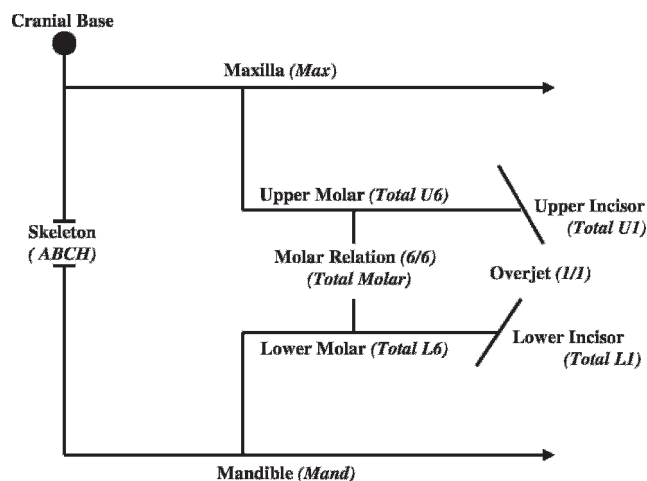 Cranial Base
Maxilla (Max)
Upper Molar (Total U6)
Upper Incisor
(Total U1)
Skeleton
( ABCH)
Molar Relation (6/6)
(Total Molar)
Overjet (1/1)
Lower Molar (Total L6)
Lower Incisor
(Total L1)
Mandible (Mand)